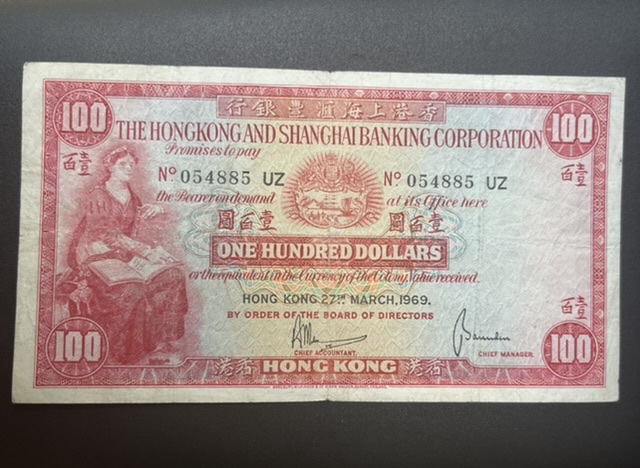 100 行銀豐滙海上港香 100
THE HONGKONG AND SHANGHAI BANKING CORPORATION
Promises to pay
百壹 百壹
Nº 054885 UZ Nº 054885 UZ
the Bearer on demand at its Office here
圓百壹 圓百壹
ONE HUNDRED DOLLARS
or the equivalent in the Currency of the Colony, Value received.
HONG KONG 27TH MARCH, 1969.
百壹
BY ORDER OF THE BOARD OF DIRECTORS
CHIEF ACCOUNTANT. CHIEF MANAGER.
100 港香 HONG KONG 港香 100